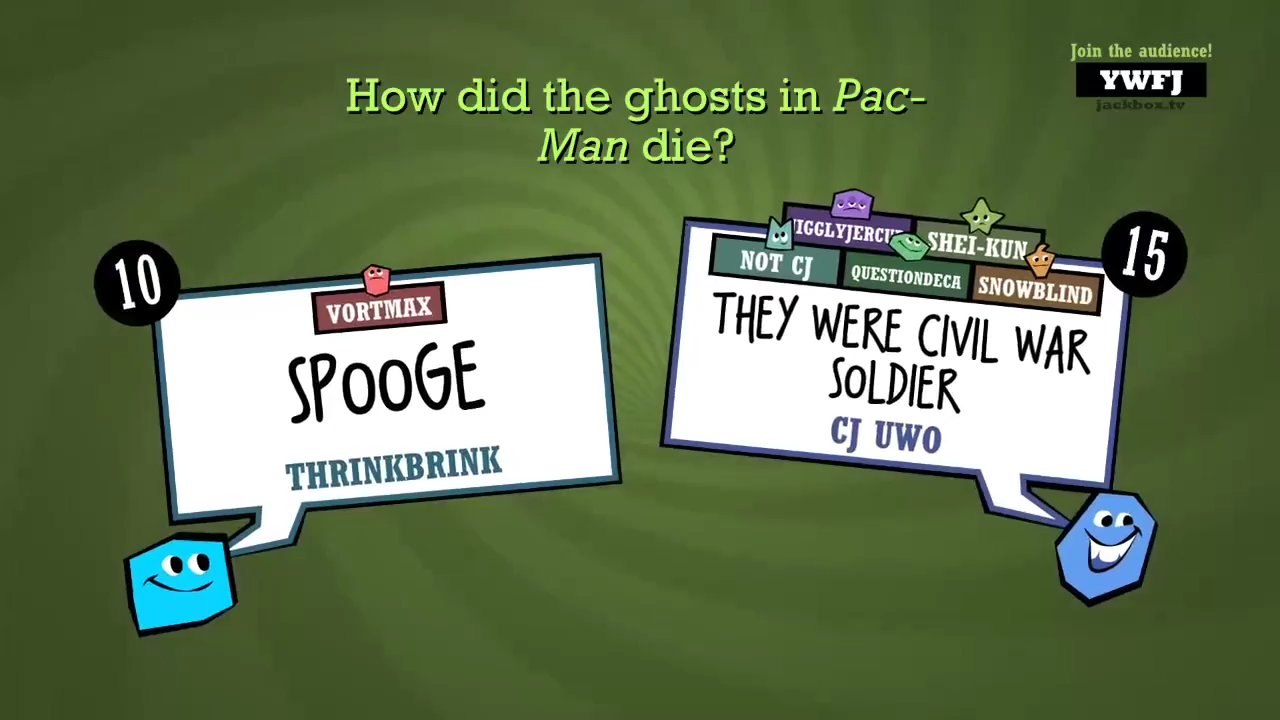 Join the audience!
YWFJ
jackbox.tv
How did the ghosts in Pac-
Man die?
10
VORTMAX
SPOOGE
THRINKBRINK
15
SHEI-KUN
NOT CJ
QUESTIONDECA
SNOWBLIND
THEY WERE CIVIL WAR
SOLDIER
CJ UWO